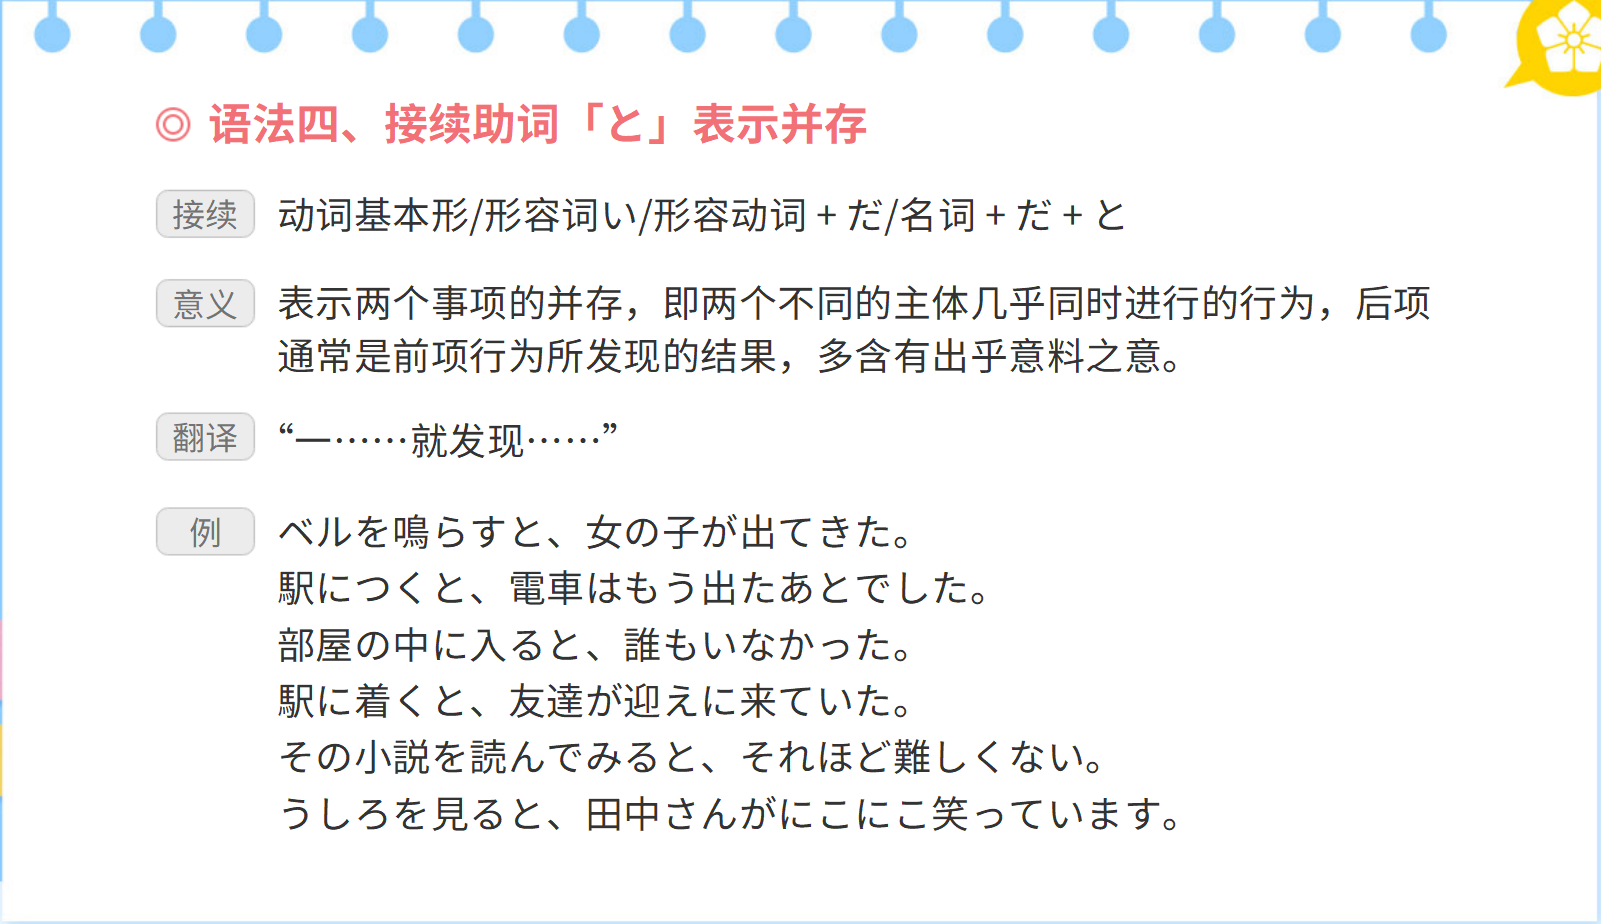 ◎ 语法四、接续助词「と」表示并存
接续 动词基本形/形容词い/形容动词 + だ/名词 + だ + と
意义 表示两个事项的并存，即两个不同的主体几乎同时进行的行为，后项
通常是前项行为所发现的结果，多含有出乎意料之意。
翻译 “一……就发现……”
例 ベルを鳴らすと、女の子が出てきた。
駅につくと、電車はもう出たあとでした。
部屋の中に入ると、誰もいなかった。
駅に着くと、友達が迎えに来ていた。
その小説を読んでみると、それほど難しくない。
うしろを見ると、田中さんがにこにこ笑っています。